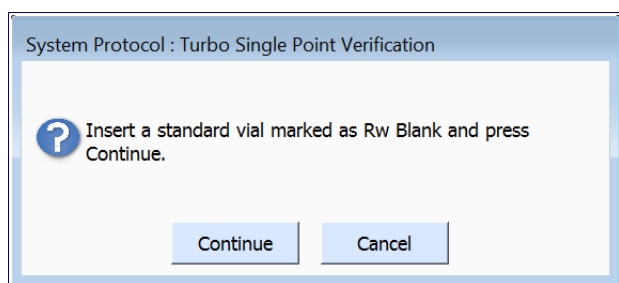 System Protocol : Turbo Single Point Verification
Insert a standard vial marked as Rw Blank and press
Continue.
Continue
Cancel